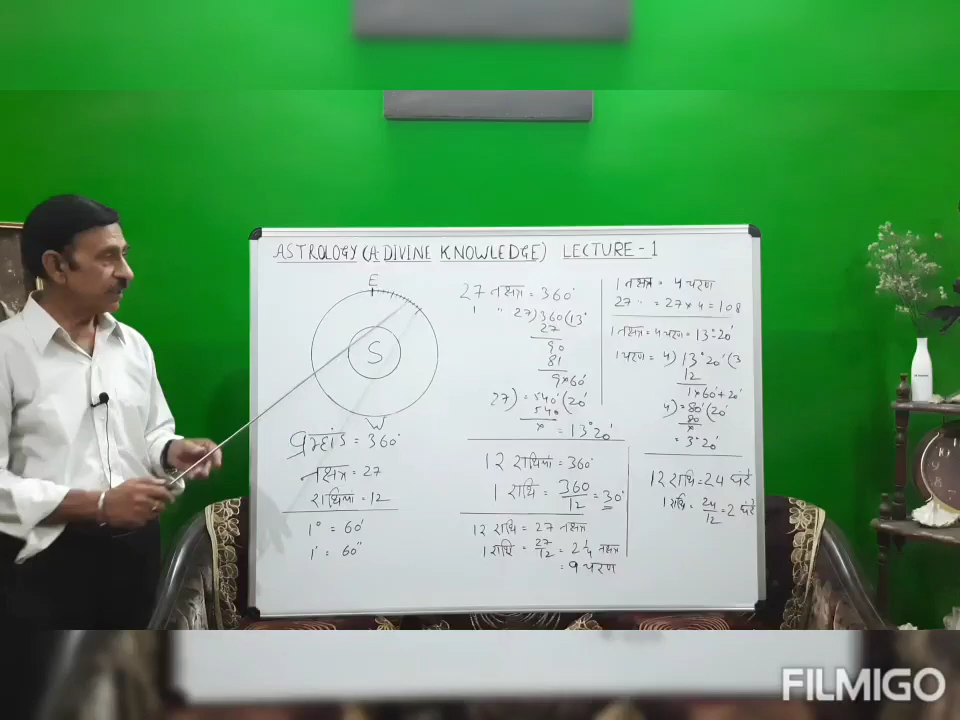 ASTROLOGY (A DIVINE KNOWLEDGE) LECTURE - 1
E
S
W
ब्रम्हांड = 360°
नक्षत्र = 27
राशियां = 12
1° = 60'
1' = 60"
27 नक्षत्र = 360°
1 " 27) 360 (13°
27
90
81
9×60'
27) = 540' (20'
540
×
= 13°20'
12 राशियां = 360°
1 राशि = 360/12 = 30°
12 राशि = 27 नक्षत्र
1 राशि = 27/12 = 2 1/4 नक्षत्र
= 9 चरण
1 नक्षत्र = 4 चरण
27 " = 27 × 4 = 108
1 नक्षत्र = 4 चरण = 13°20'
1 चरण = 4) 13°20' (3
12
1×60'+20'
4) = 80' (20'
80
×
= 3°20'
12 राशि = 24 घंटे
1 राशि = 24/12 = 2 घंटे
FILMIGO